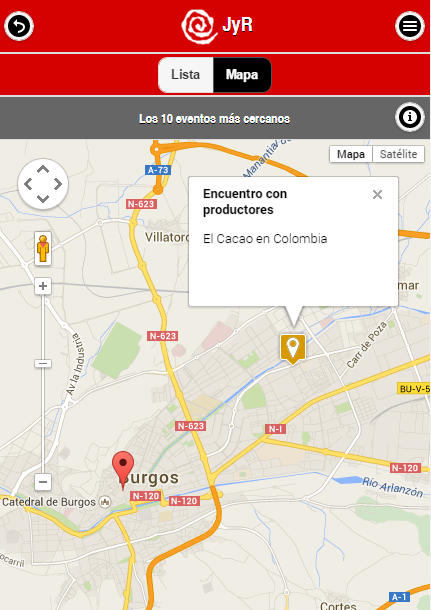 JyR
Lista
Mapa
Los 10 eventos más cercanos
Mapa
Satélite
A-73
N-623
Manantia
Villatoro
Encuentro con
productores
El Cacao en Colombia
mar
Av la Industria
N-623
Carr de Poza
BU-V-5
N-623
N-I
N-120
Burgos
Río Arlanzón
Catedral de Burgos
N-120
N-120
ocarril
Cortes
A-1